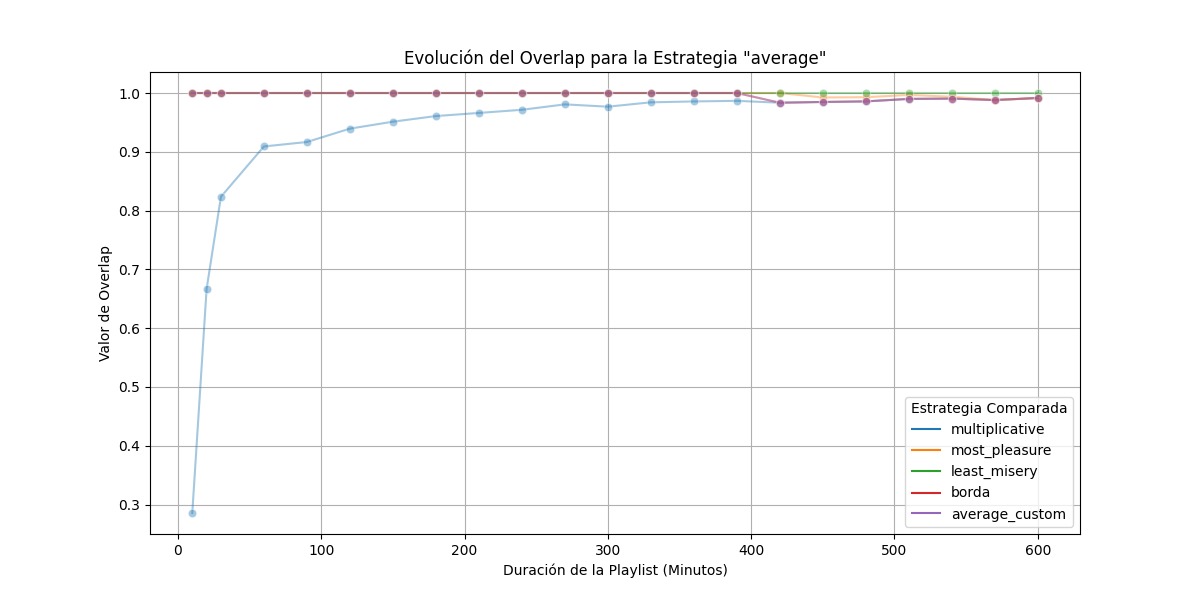 Evolución del Overlap para la Estrategia "average"
Valor de Overlap
1.0
0.9
0.8
0.7
0.6
0.5
0.4
0.3
0
100
200
300
400
500
600
Duración de la Playlist (Minutos)
Estrategia Comparada
multiplicative
most_pleasure
least_misery
borda
average_custom